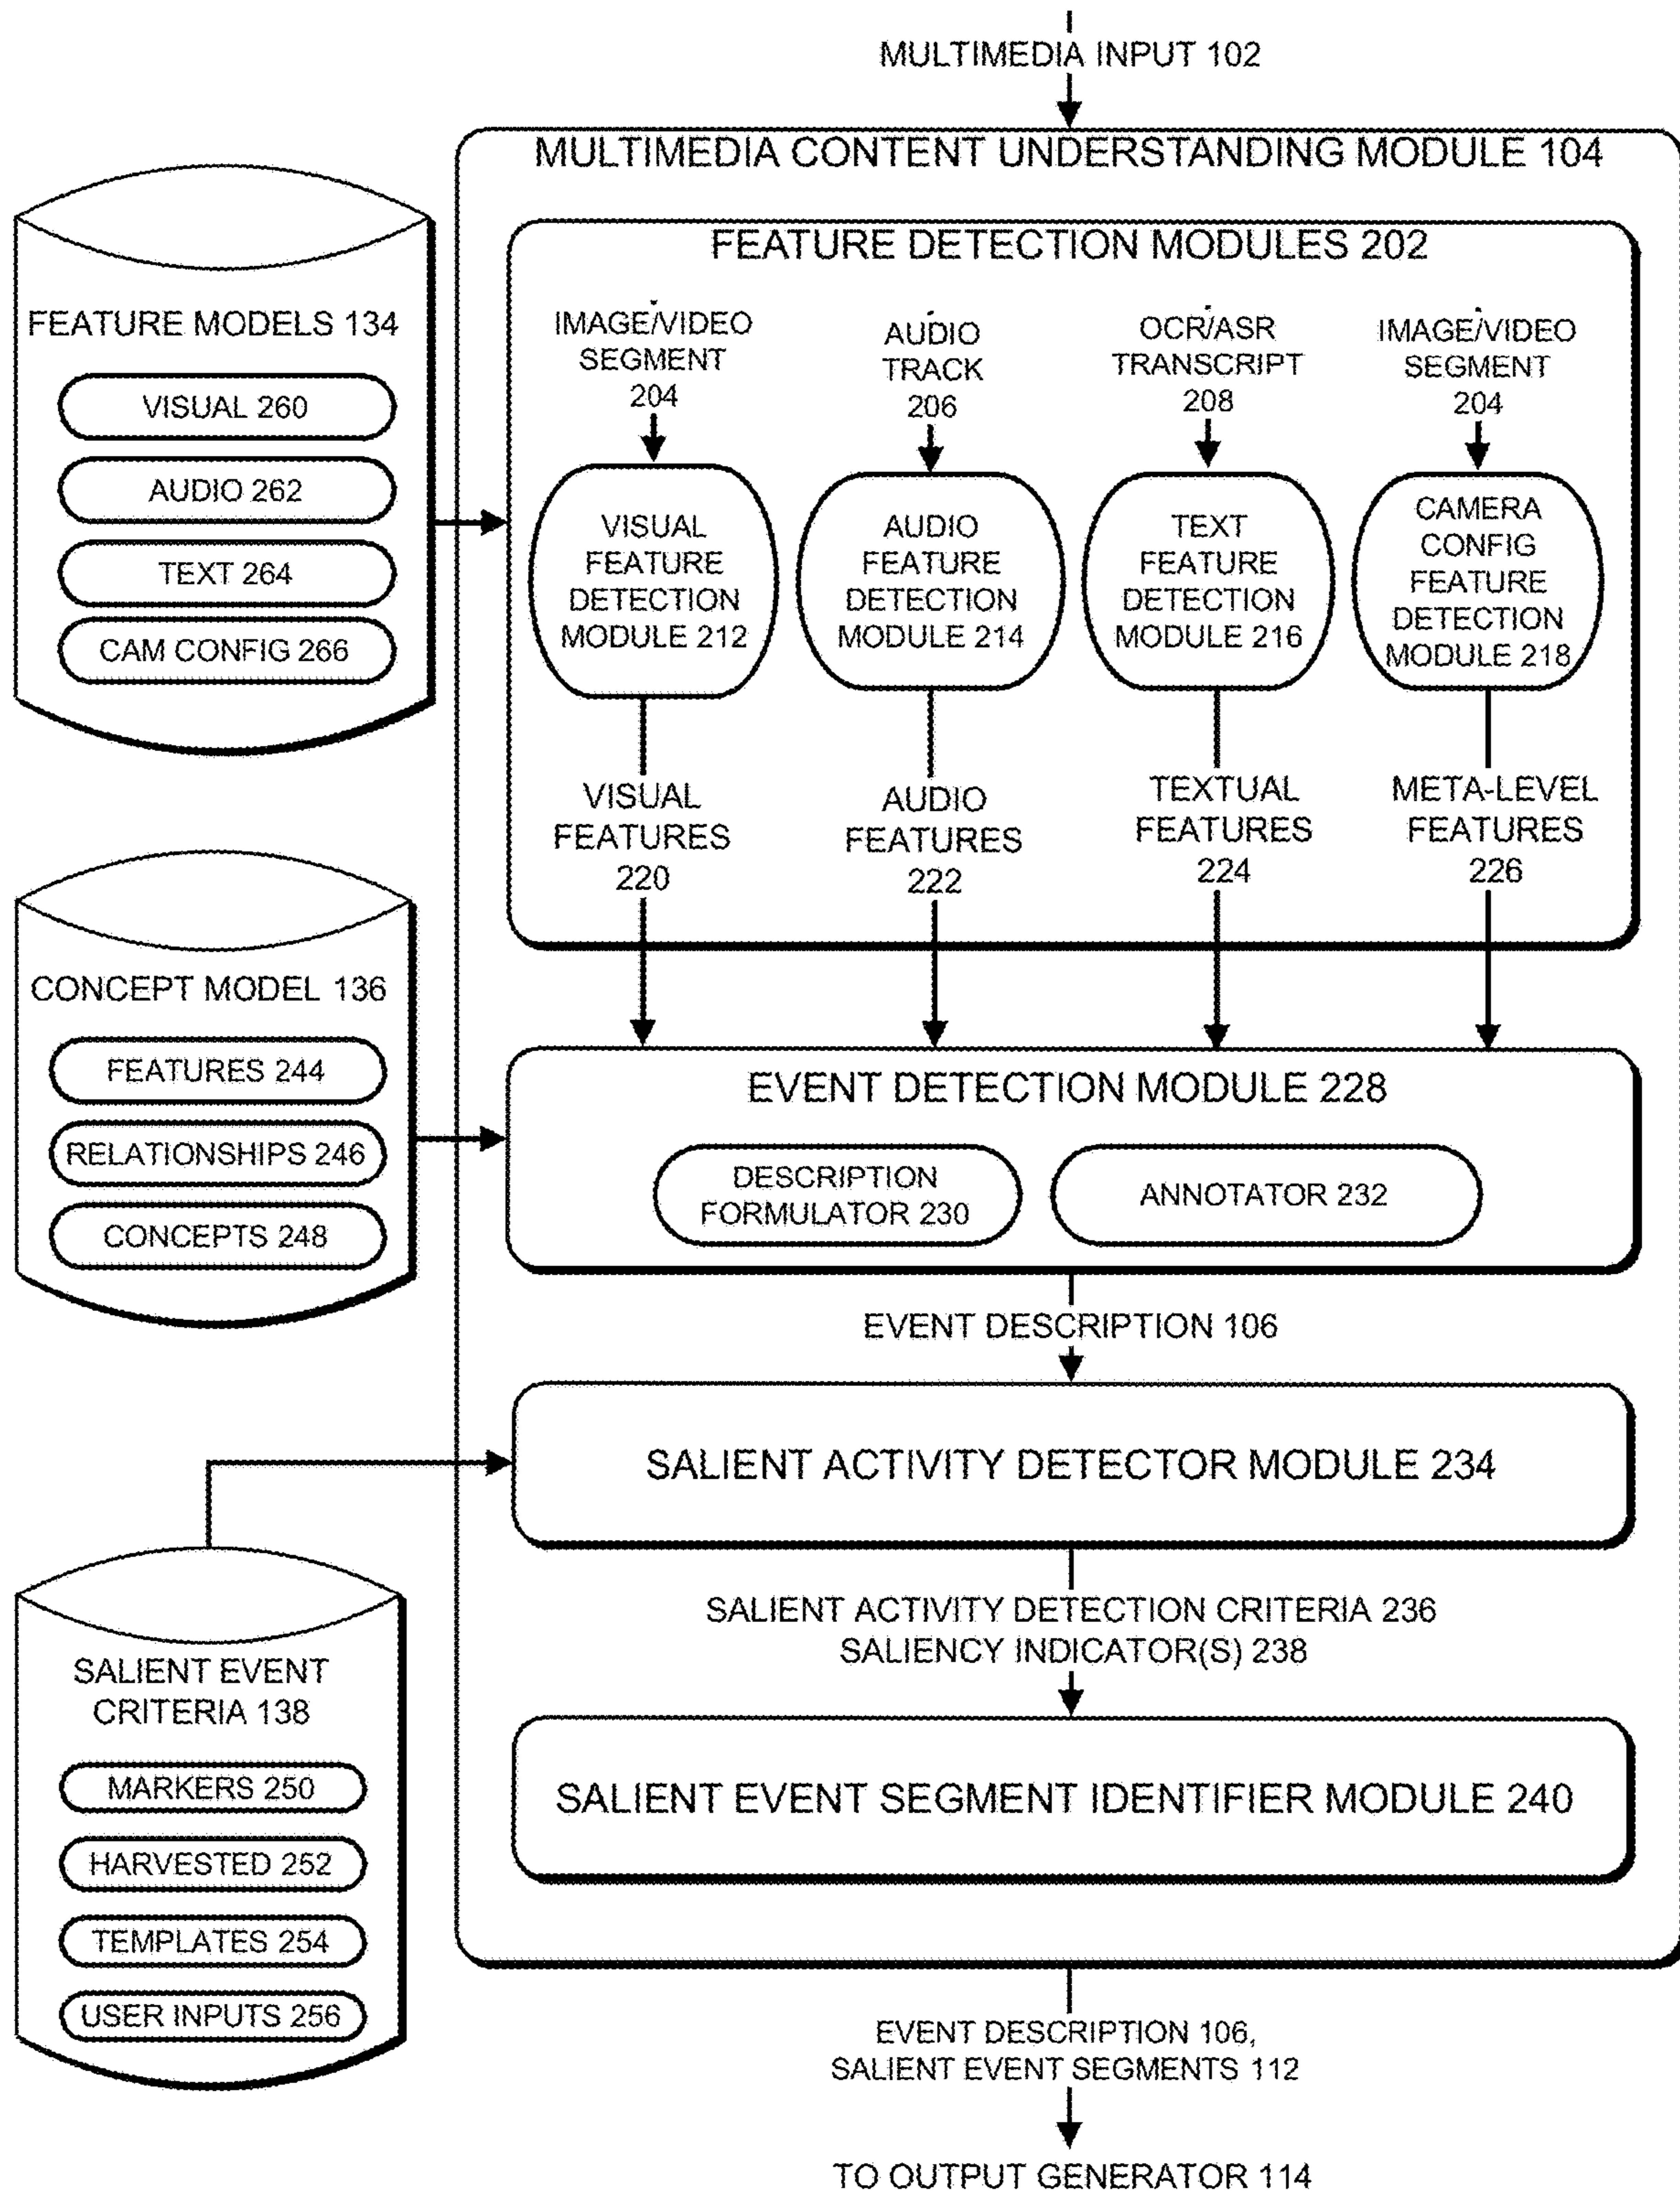 MULTIMEDIA INPUT 102
MULTIMEDIA CONTENT UNDERSTANDING MODULE 104
FEATURE MODELS 134
VISUAL 260
AUDIO 262
TEXT 264
CAM CONFIG 266
FEATURE DETECTION MODULES 202
IMAGE/VIDEO
SEGMENT
204
AUDIO
TRACK
206
OCR/ASR
TRANSCRIPT
208
IMAGE/VIDEO
SEGMENT
204
VISUAL
FEATURE
DETECTION
MODULE 212
AUDIO
FEATURE
DETECTION
MODULE 214
TEXT
FEATURE
DETECTION
MODULE 216
CAMERA
CONFIG
FEATURE
DETECTION
MODULE 218
VISUAL
FEATURES
220
AUDIO
FEATURES
222
TEXTUAL
FEATURES
224
META-LEVEL
FEATURES
226
CONCEPT MODEL 136
FEATURES 244
RELATIONSHIPS 246
CONCEPTS 248
EVENT DETECTION MODULE 228
DESCRIPTION
FORMULATOR 230
ANNOTATOR 232
EVENT DESCRIPTION 106
SALIENT ACTIVITY DETECTOR MODULE 234
SALIENT ACTIVITY DETECTION CRITERIA 236
SALIENCY INDICATOR(S) 238
SALIENT EVENT
CRITERIA 138
MARKERS 250
HARVESTED 252
TEMPLATES 254
USER INPUTS 256
SALIENT EVENT SEGMENT IDENTIFIER MODULE 240
EVENT DESCRIPTION 106,
SALIENT EVENT SEGMENTS 112
TO OUTPUT GENERATOR 114